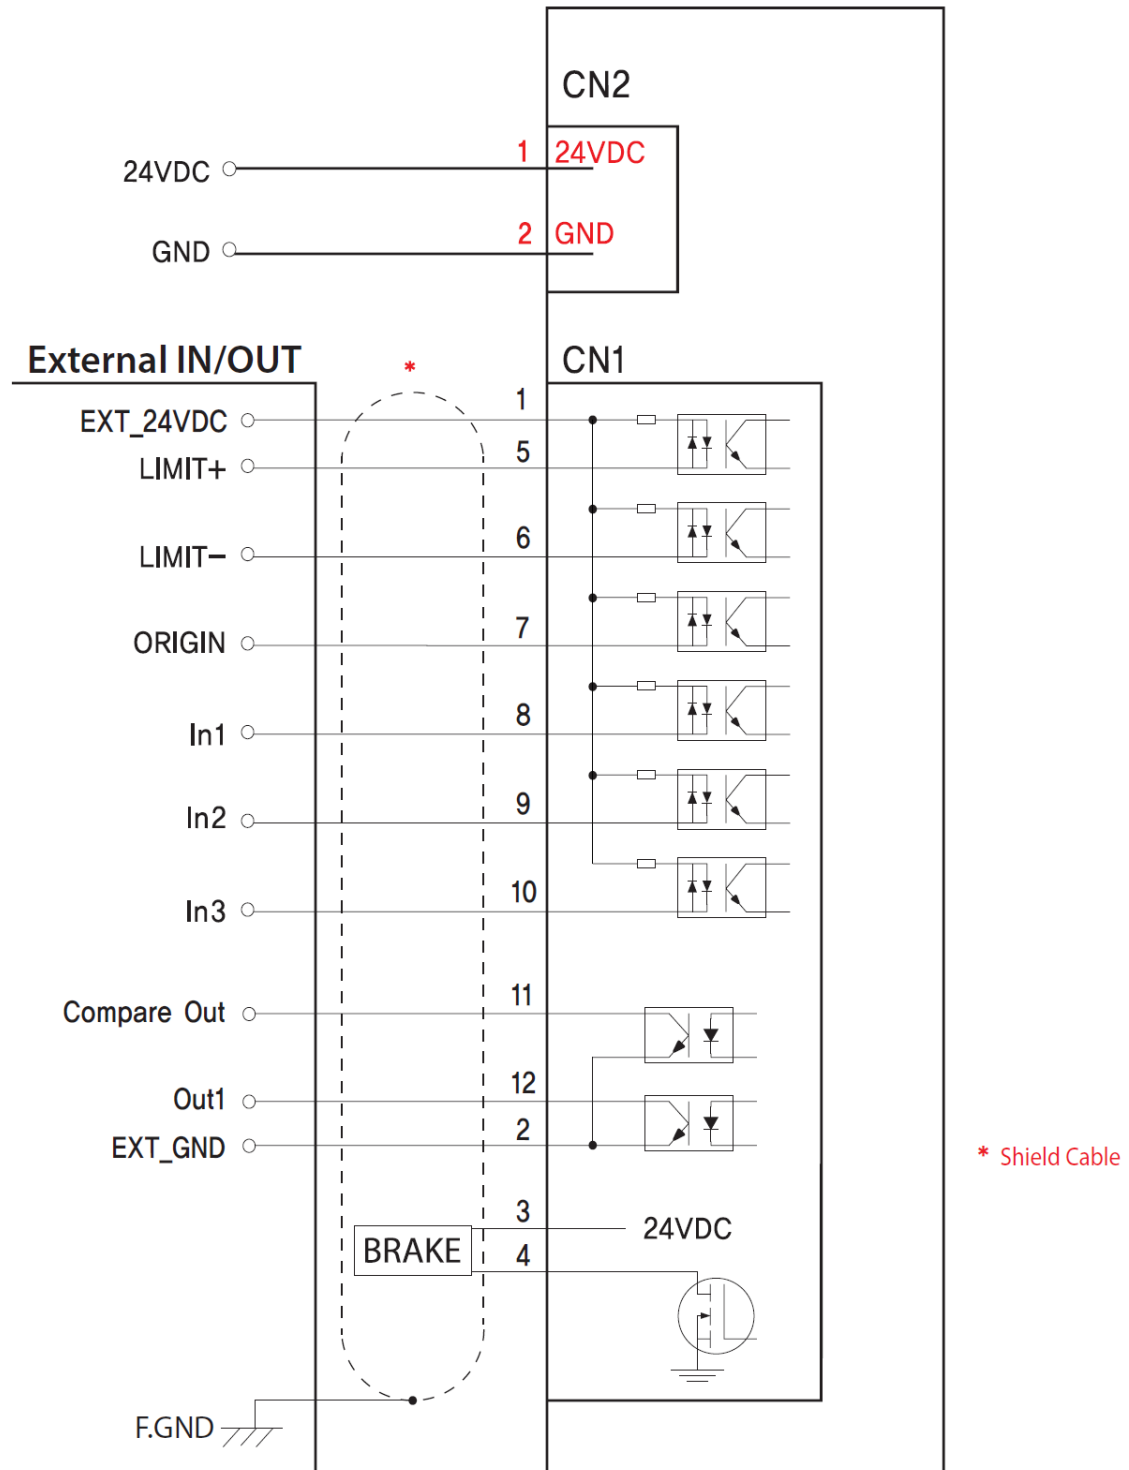 CN2
24VDC 1 24VDC
GND 2 GND
External IN/OUT * CN1
EXT_24VDC 1
LIMIT+ 5
LIMIT− 6
ORIGIN 7
In1 8
In2 9
In3 10
Compare Out 11
Out1 12
EXT_GND 2
* Shield Cable
3 24VDC
BRAKE 4
F.GND